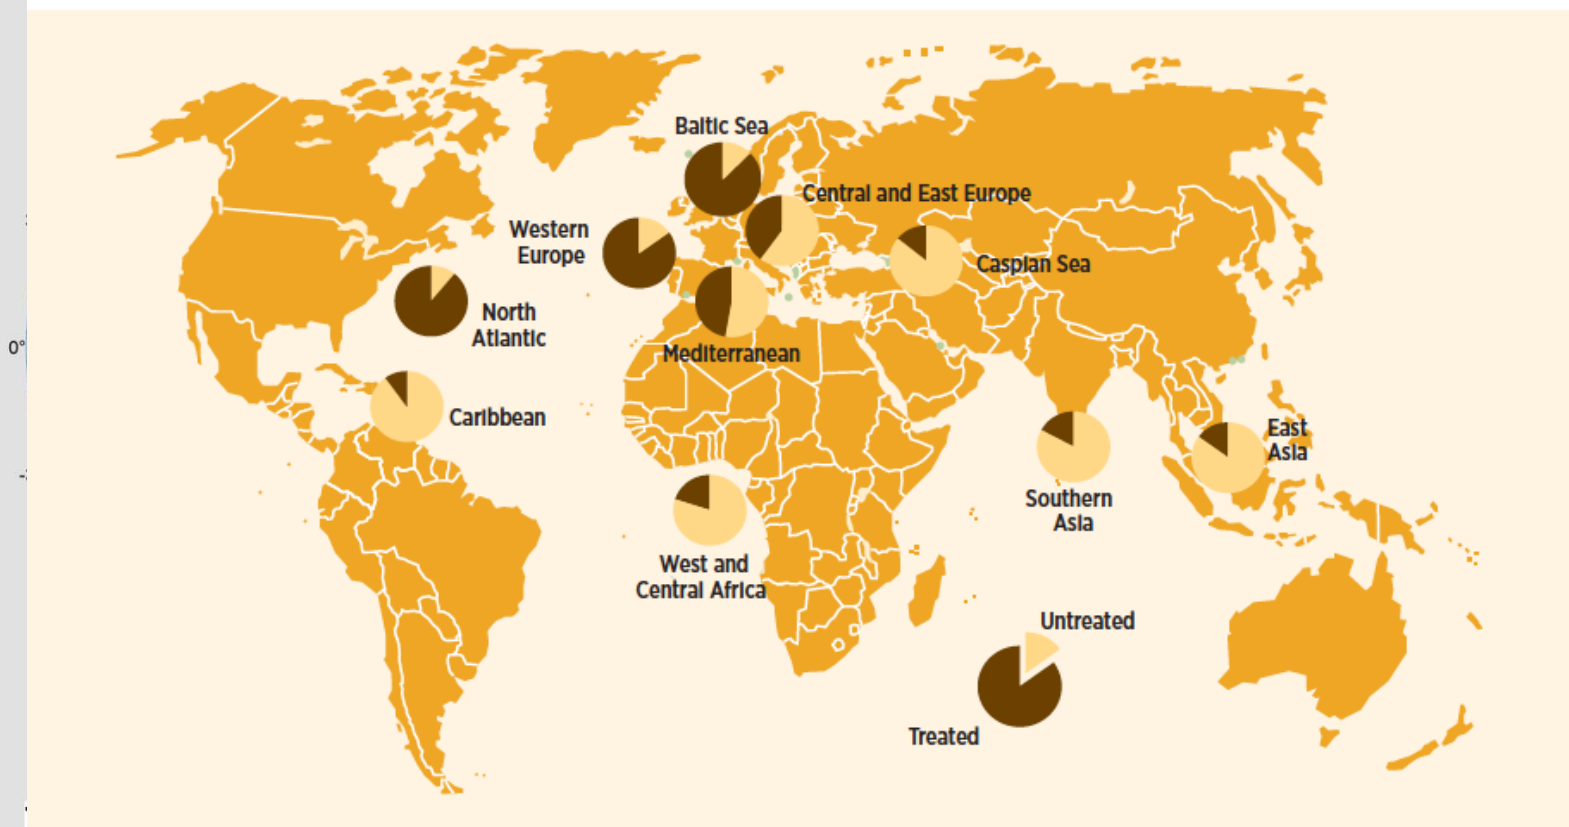 Baltic Sea
Central and East Europe
Western
Europe
Caspian Sea
North
Atlantic
0°
Mediterranean
Caribbean
East
Asia
Southern
Asia
West and
Central Africa
Untreated
Treated